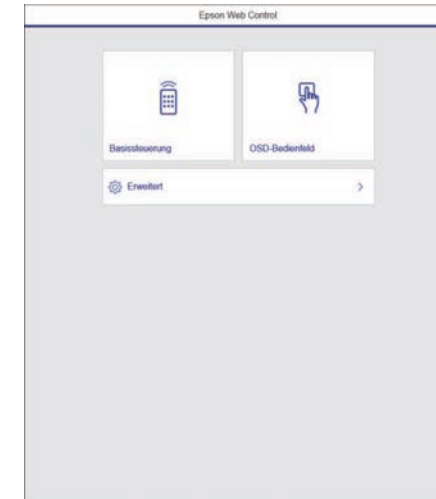 Epson Web Control
Basissteuerung
OSD-Bedienfeld
Erweitert